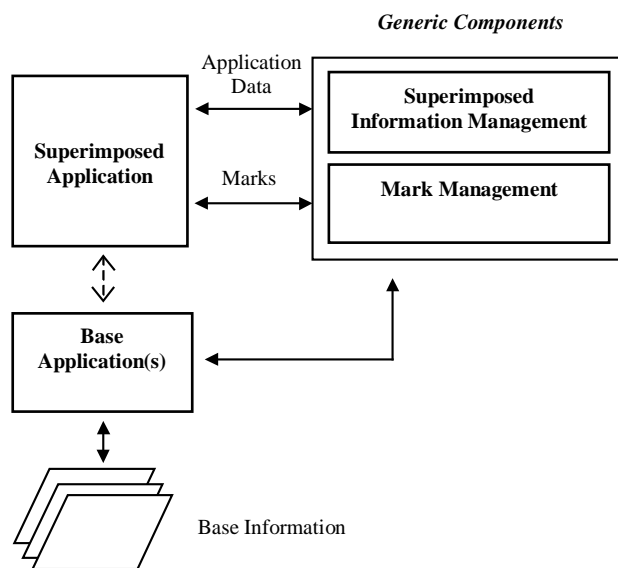 Generic Components
Application
Data
Superimposed
Information Management
Superimposed
Application
Marks
Mark Management
Base
Application(s)
Base Information